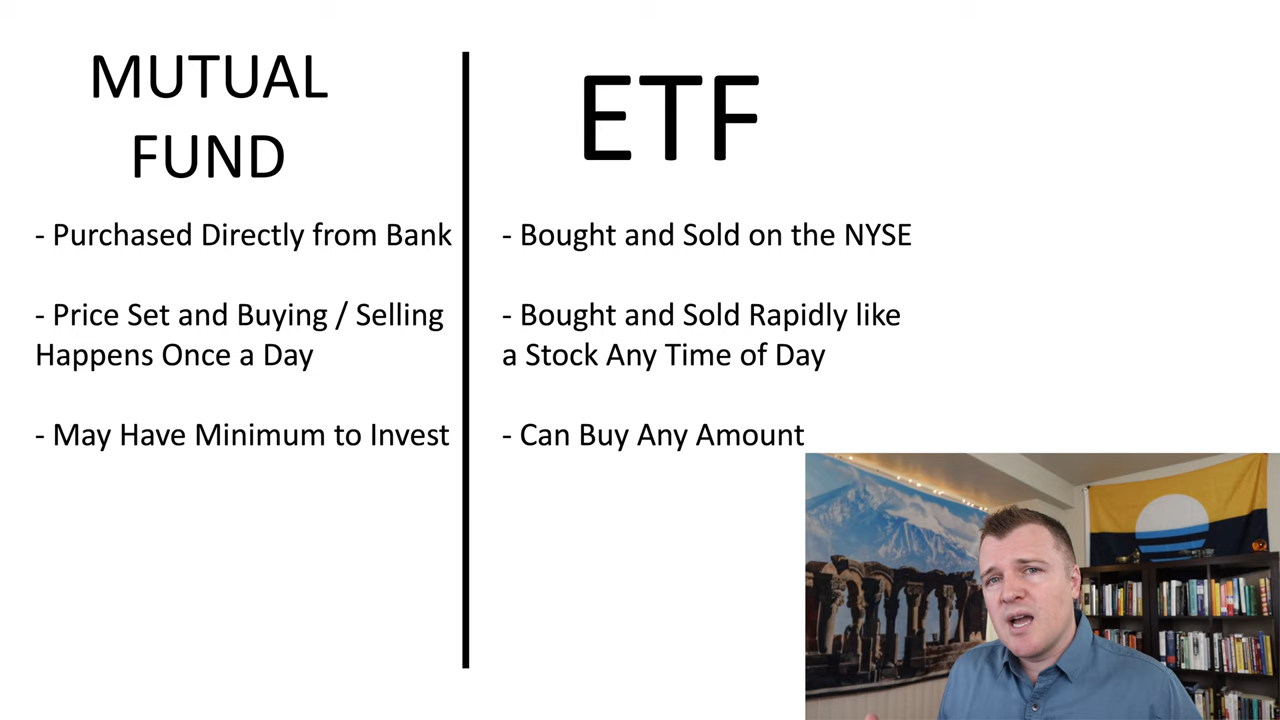 MUTUAL
FUND
- Purchased Directly from Bank
- Price Set and Buying / Selling
Happens Once a Day
- May Have Minimum to Invest
ETF
- Bought and Sold on the NYSE
- Bought and Sold Rapidly like
a Stock Any Time of Day
- Can Buy Any Amount